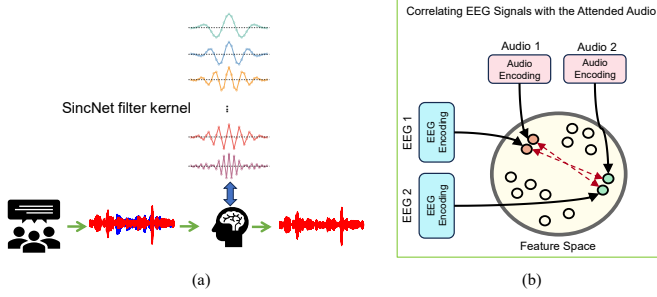 SincNet filter kernel
...
(a)
Correlating EEG Signals with the Attended Audio
Audio 1
Audio 2
Audio
Encoding
Audio
Encoding
EEG 1
EEG
Encoding
EEG 2
EEG
Encoding
Feature Space
(b)